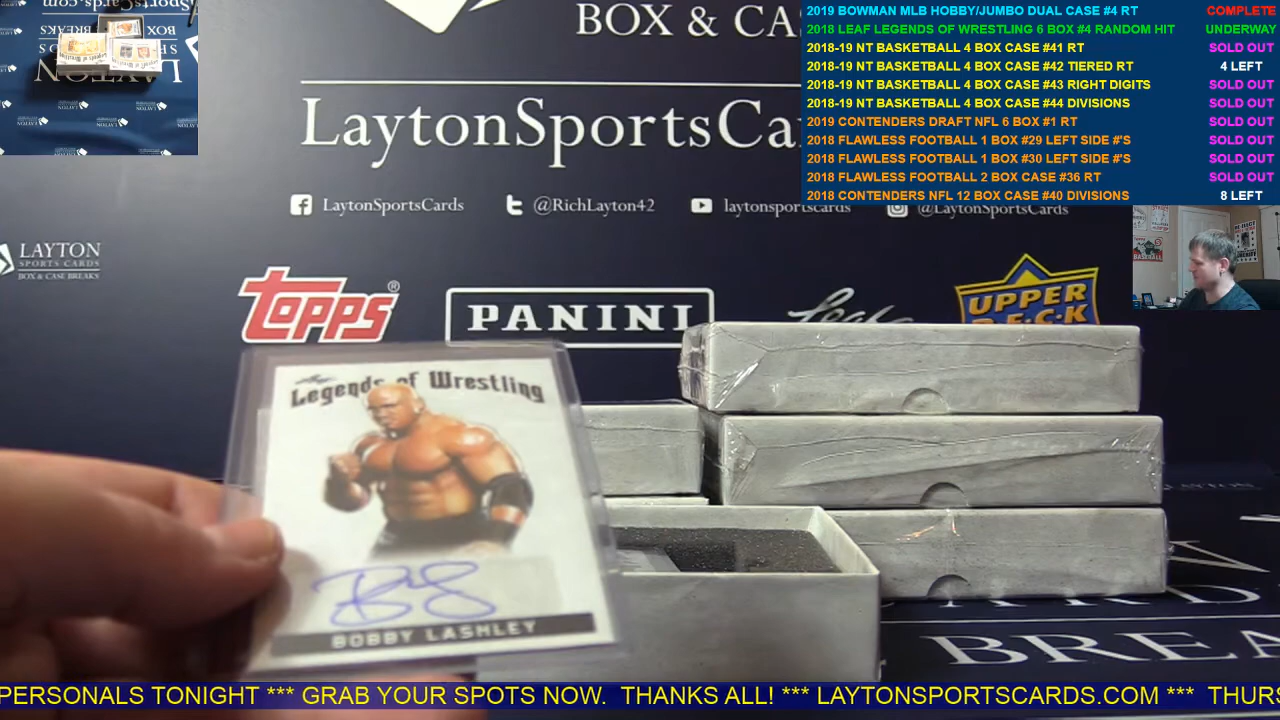 BOX & CA
LaytonSportsCa
LaytonSportsCards
@RichLayton42
laytonsportscards
@LaytonSportsCards
LAYTON
SPORTS CARDS
BOX & CASE BREAKS
TOPPS
PANINI
Leaf
UPPER
DECK
2019 BOWMAN MLB HOBBY/JUMBO DUAL CASE #4 RT COMPLETE
2018 LEAF LEGENDS OF WRESTLING 6 BOX #4 RANDOM HIT UNDERWAY
2018-19 NT BASKETBALL 4 BOX CASE #41 RT SOLD OUT
2018-19 NT BASKETBALL 4 BOX CASE #42 TIERED RT 4 LEFT
2018-19 NT BASKETBALL 4 BOX CASE #43 RIGHT DIGITS SOLD OUT
2018-19 NT BASKETBALL 4 BOX CASE #44 DIVISIONS SOLD OUT
2019 CONTENDERS DRAFT NFL 6 BOX #1 RT SOLD OUT
2018 FLAWLESS FOOTBALL 1 BOX #29 LEFT SIDE #'S SOLD OUT
2018 FLAWLESS FOOTBALL 1 BOX #30 LEFT SIDE #'S SOLD OUT
2018 FLAWLESS FOOTBALL 2 BOX CASE #36 RT SOLD OUT
2018 CONTENDERS NFL 12 BOX CASE #40 DIVISIONS 8 LEFT
Legends of Wrestling
BOBBY LASHLEY
BREA
PERSONALS TONIGHT *** GRAB YOUR SPOTS NOW. THANKS ALL! *** LAYTONSPORTSCARDS.COM *** THURS